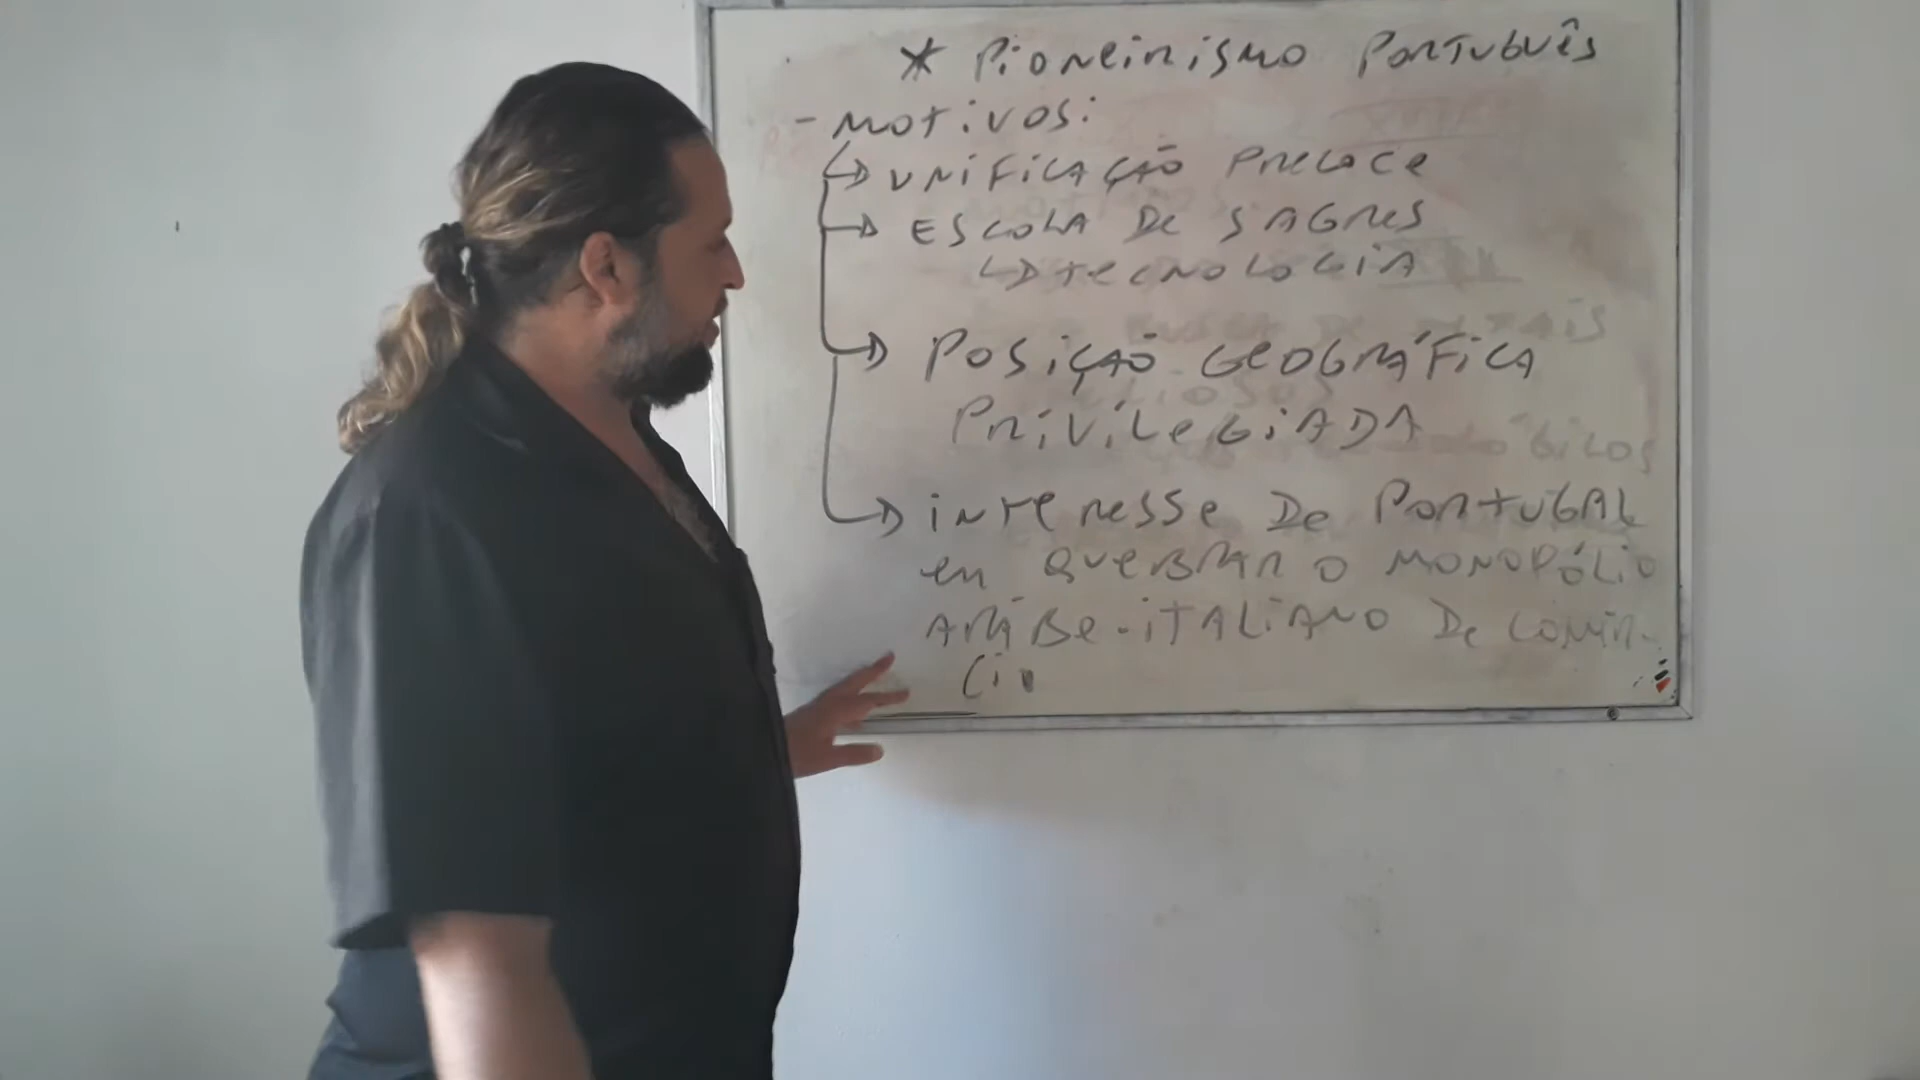 * Pioneirismo Português
- Motivos:
↳ Unificação Precoce
→ Escola de Sagres
↳ tecnologia
→ Posição Geográfica
Privilegiada
→ interesse de Portugal
em quebrar o monopólio
árabe-italiano de comér-
cio